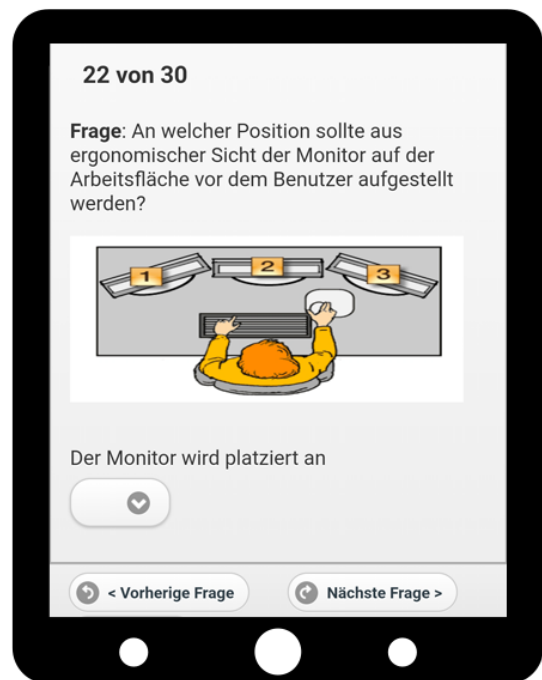 22 von 30
Frage: An welcher Position sollte aus
ergonomischer Sicht der Monitor auf der
Arbeitsfläche vor dem Benutzer aufgestellt
werden?
1 2 3
Der Monitor wird platziert an
< Vorherige Frage Nächste Frage >